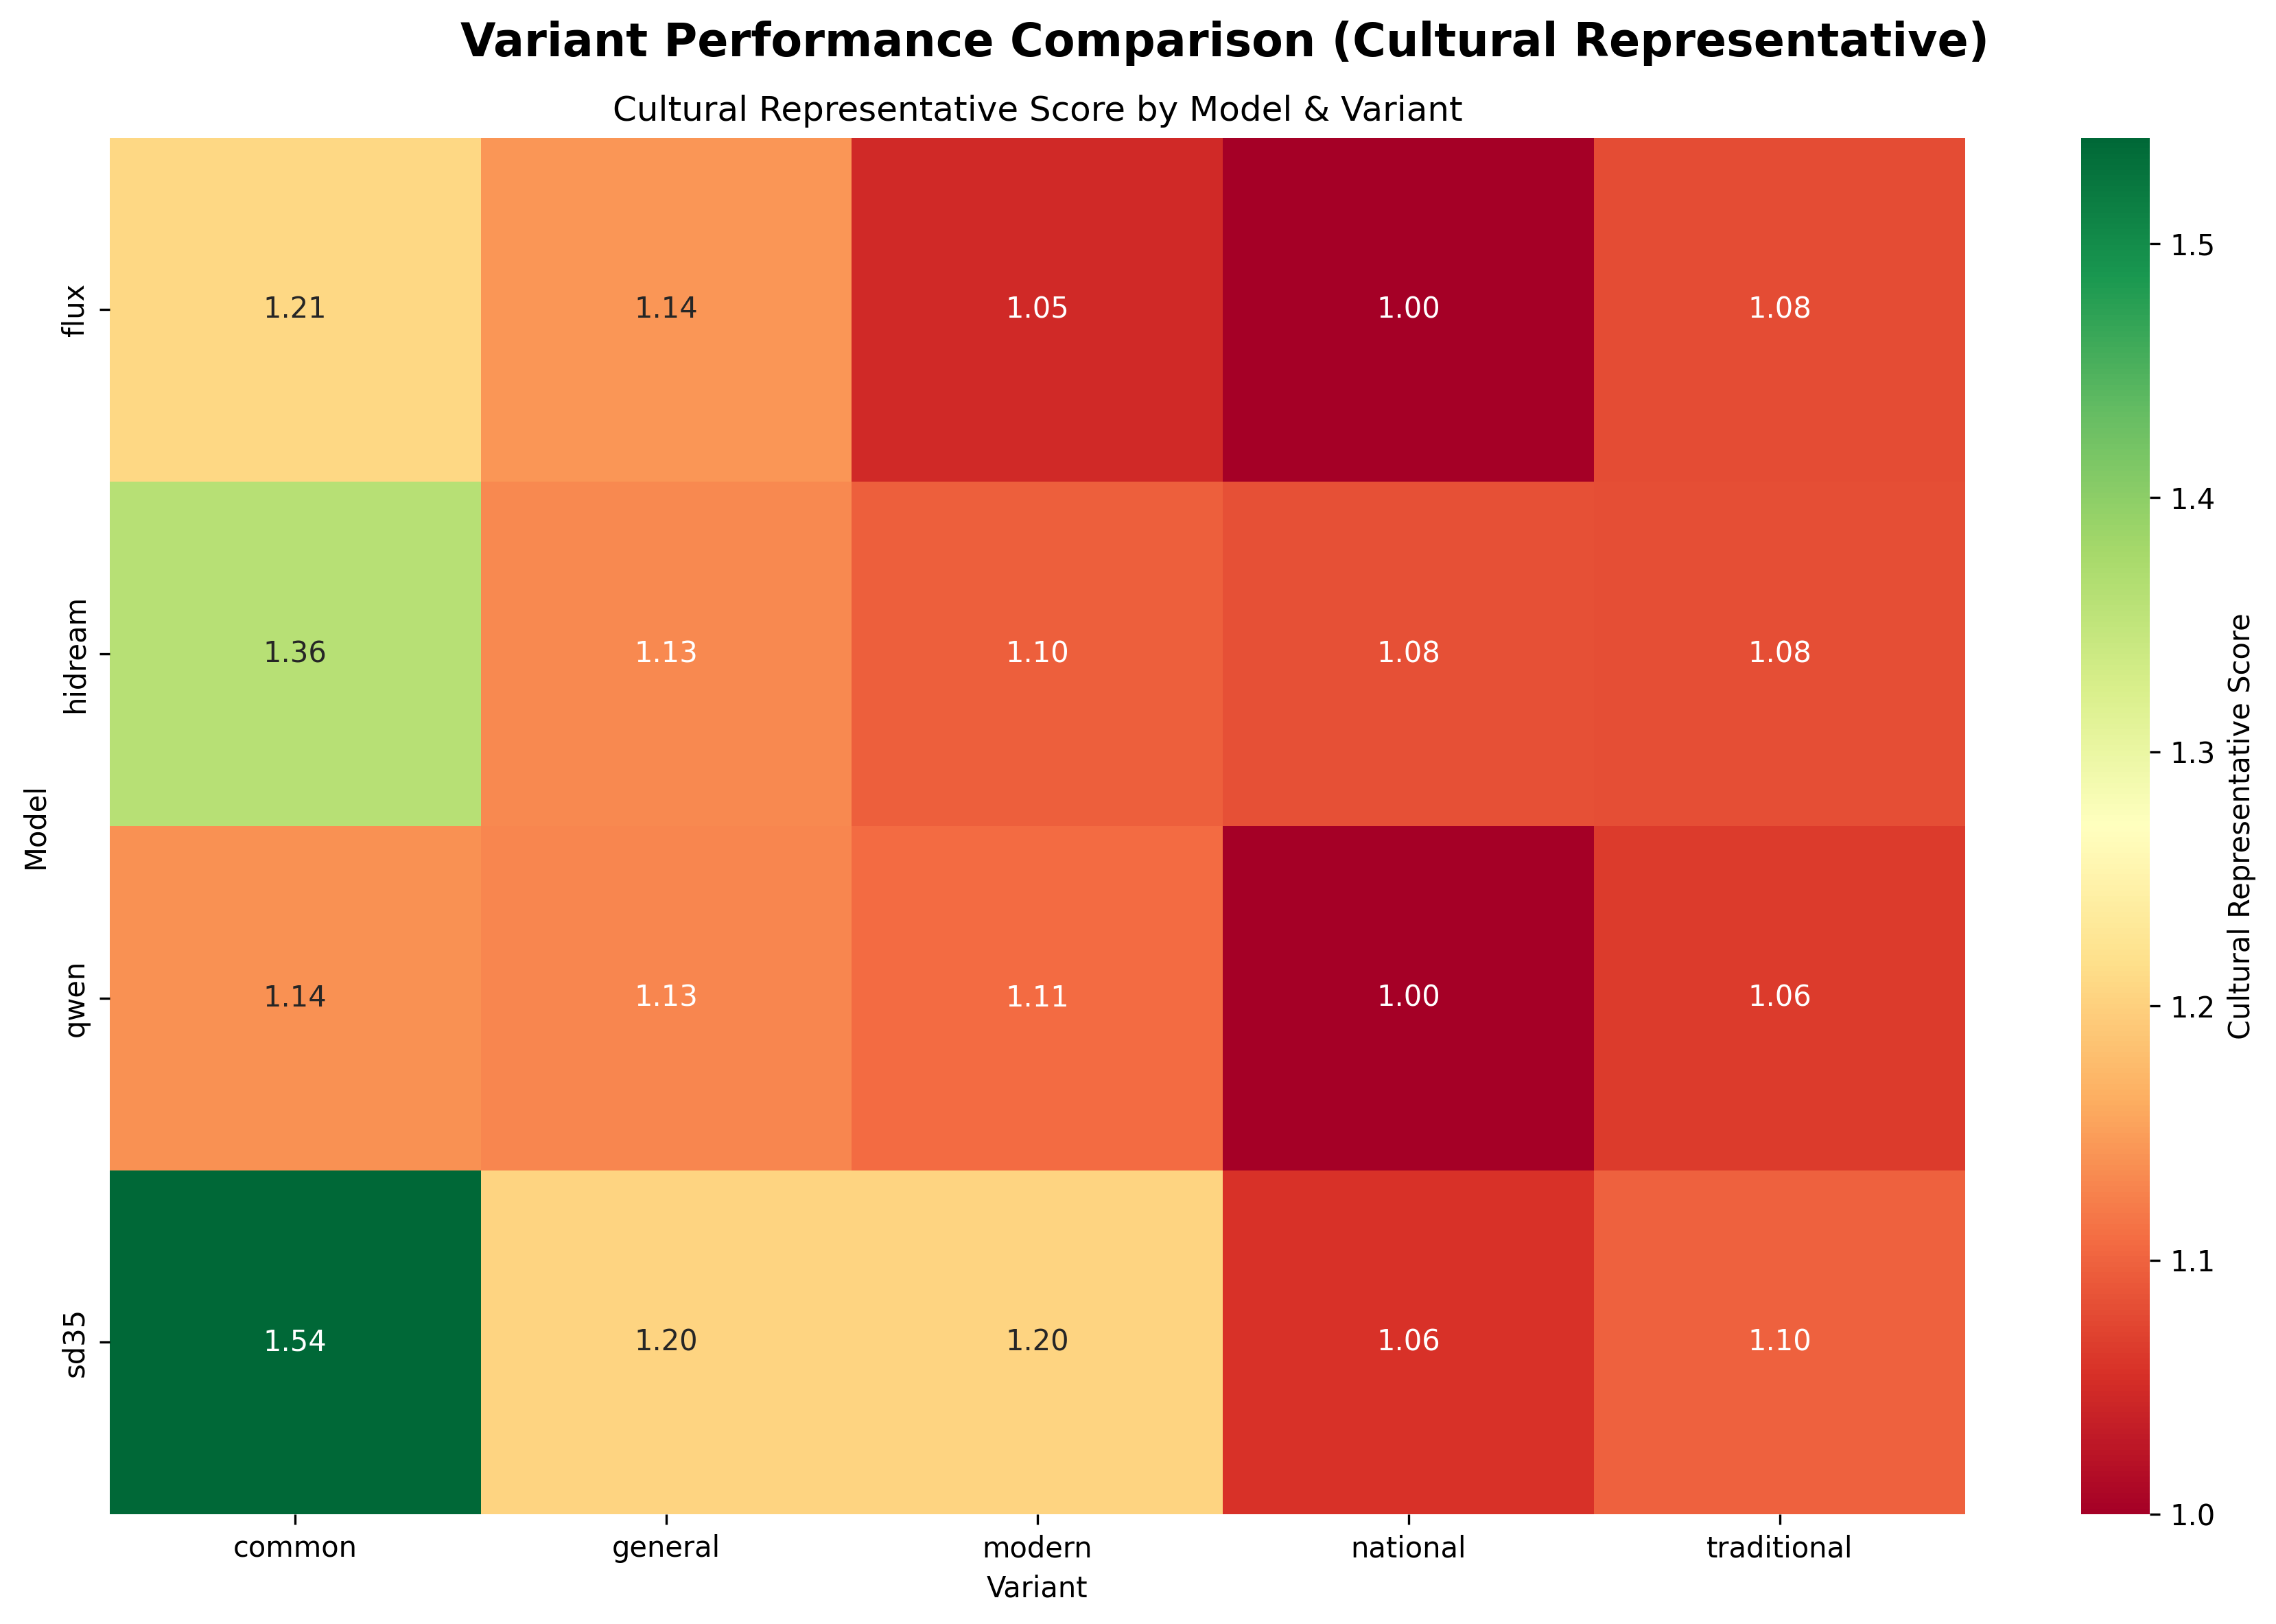 Variant Performance Comparison (Cultural Representative)
Cultural Representative Score by Model & Variant
flux 1.21 1.14 1.05 1.00 1.08
hidream 1.36 1.13 1.10 1.08 1.08
qwen 1.14 1.13 1.11 1.00 1.06
sd35 1.54 1.20 1.20 1.06 1.10
Model
common general modern national traditional
Variant
1.5
1.4
1.3
1.2
1.1
1.0
Cultural Representative Score